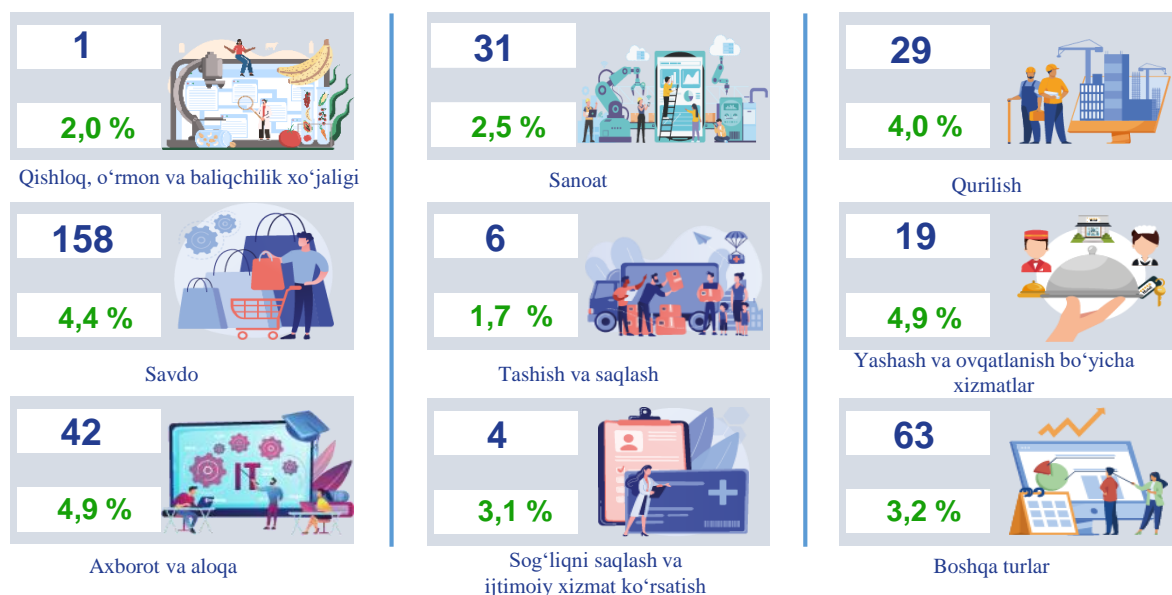 1
2,0 %
Qishloq, o‘rmon va baliqchilik xo‘jaligi
31
2,5 %
Sanoat
29
4,0 %
Qurilish
158
4,4 %
Savdo
6
1,7 %
Tashish va saqlash
19
4,9 %
Yashash va ovqatlanish bo‘yicha
xizmatlar
42
IT
4,9 %
Axborot va aloqa
4
3,1 %
Sog‘liqni saqlash va
ijtimoiy xizmat ko‘rsatish
63
3,2 %
Boshqa turlar